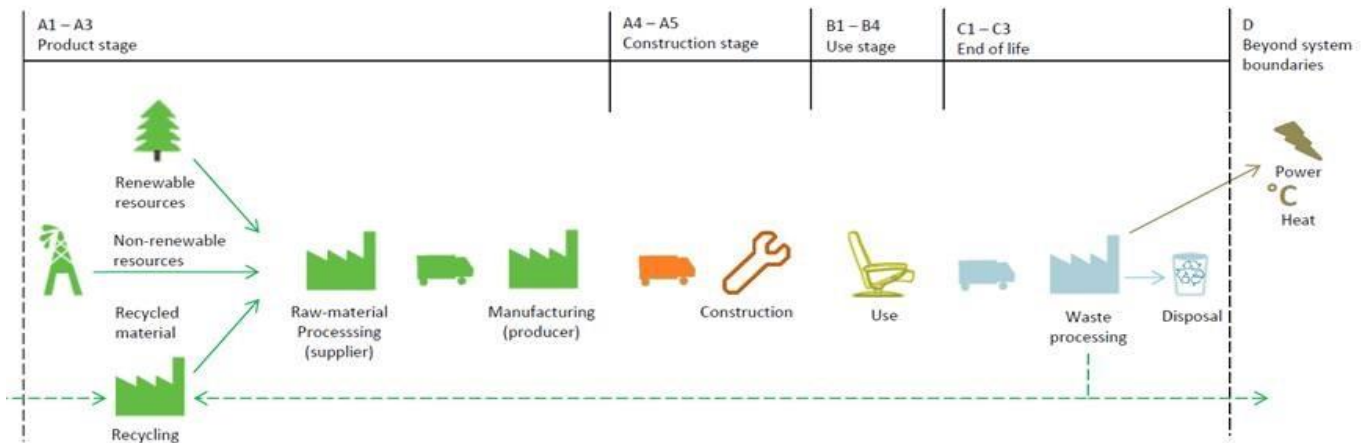 A1 – A3
Product stage
A4 – A5
Construction stage
B1 – B4
Use stage
C1 – C3
End of life
D
Beyond system
boundaries
Renewable
resources
Non-renewable
resources
Recycled
material
Recycling
Raw-material
Processsing
(supplier)
Manufacturing
(producer)
Construction
Use
Waste
processing
Disposal
Power
°C
Heat